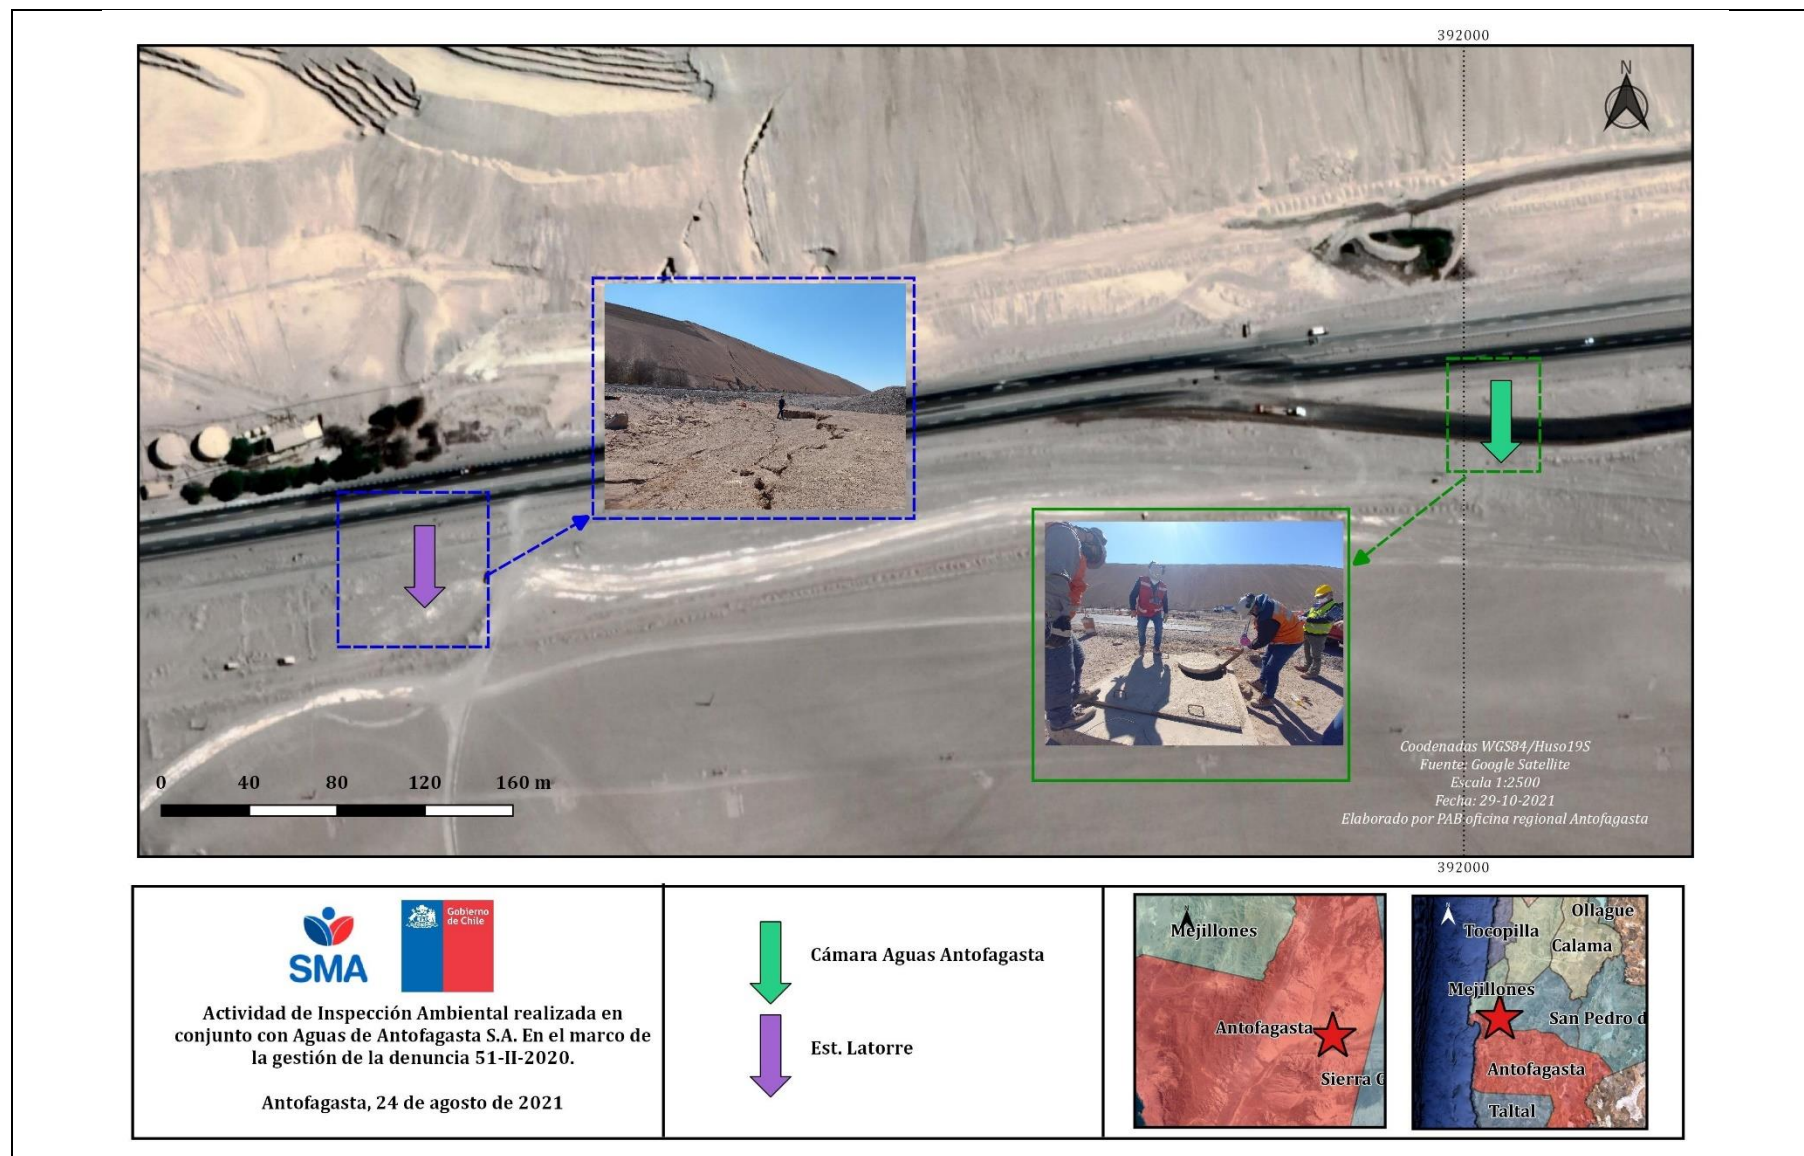 392000
N
0 40 80 120 160 m
Coodenadas WGS84/Huso19S
Fuente: Google Satellite
Escala 1:2500
Fecha: 29-10-2021
Elaborado por PAB oficina regional Antofagasta
392000
SMA
Gobierno
de Chile
Actividad de Inspección Ambiental realizada en
conjunto con Aguas de Antofagasta S.A. En el marco de
la gestión de la denuncia 51-II-2020.
Antofagasta, 24 de agosto de 2021
Cámara Aguas Antofagasta
Est. Latorre
N
Mejillones
Antofagasta
Sierra G
N
Ollague
Tocopilla
Calama
Mejillones
San Pedro d
Antofagasta
Taltal